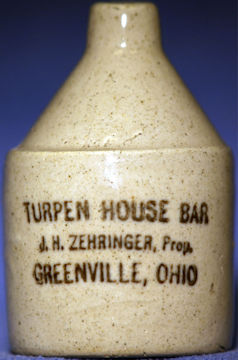 TURPEN HOUSE BAR
J. H. ZEHRINGER, Prop.
GREENVILLE, OHIO